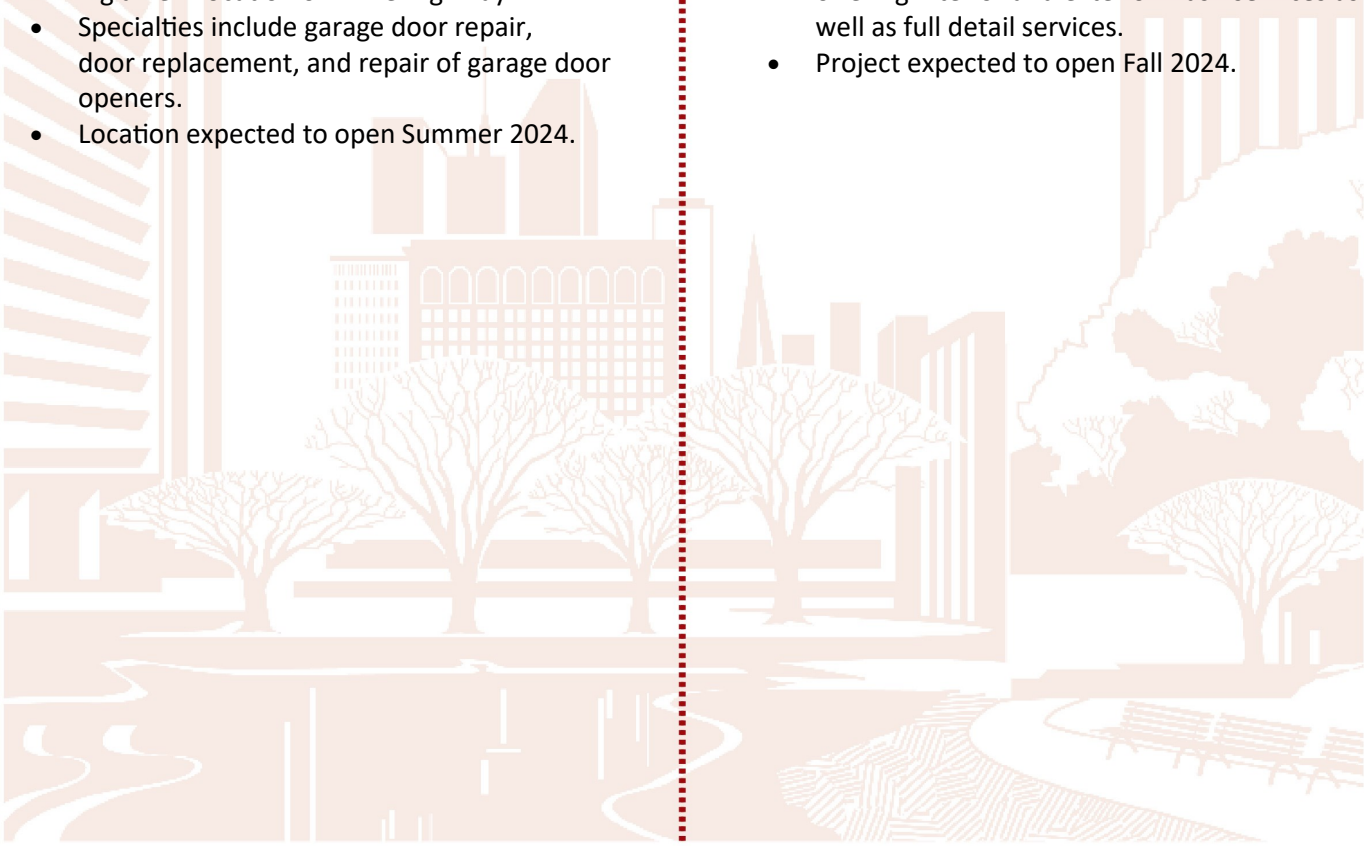 Specialties include garage door repair,
door replacement, and repair of garage door
openers.
Location expected to open Summer 2024.
well as full detail services.
Project expected to open Fall 2024.